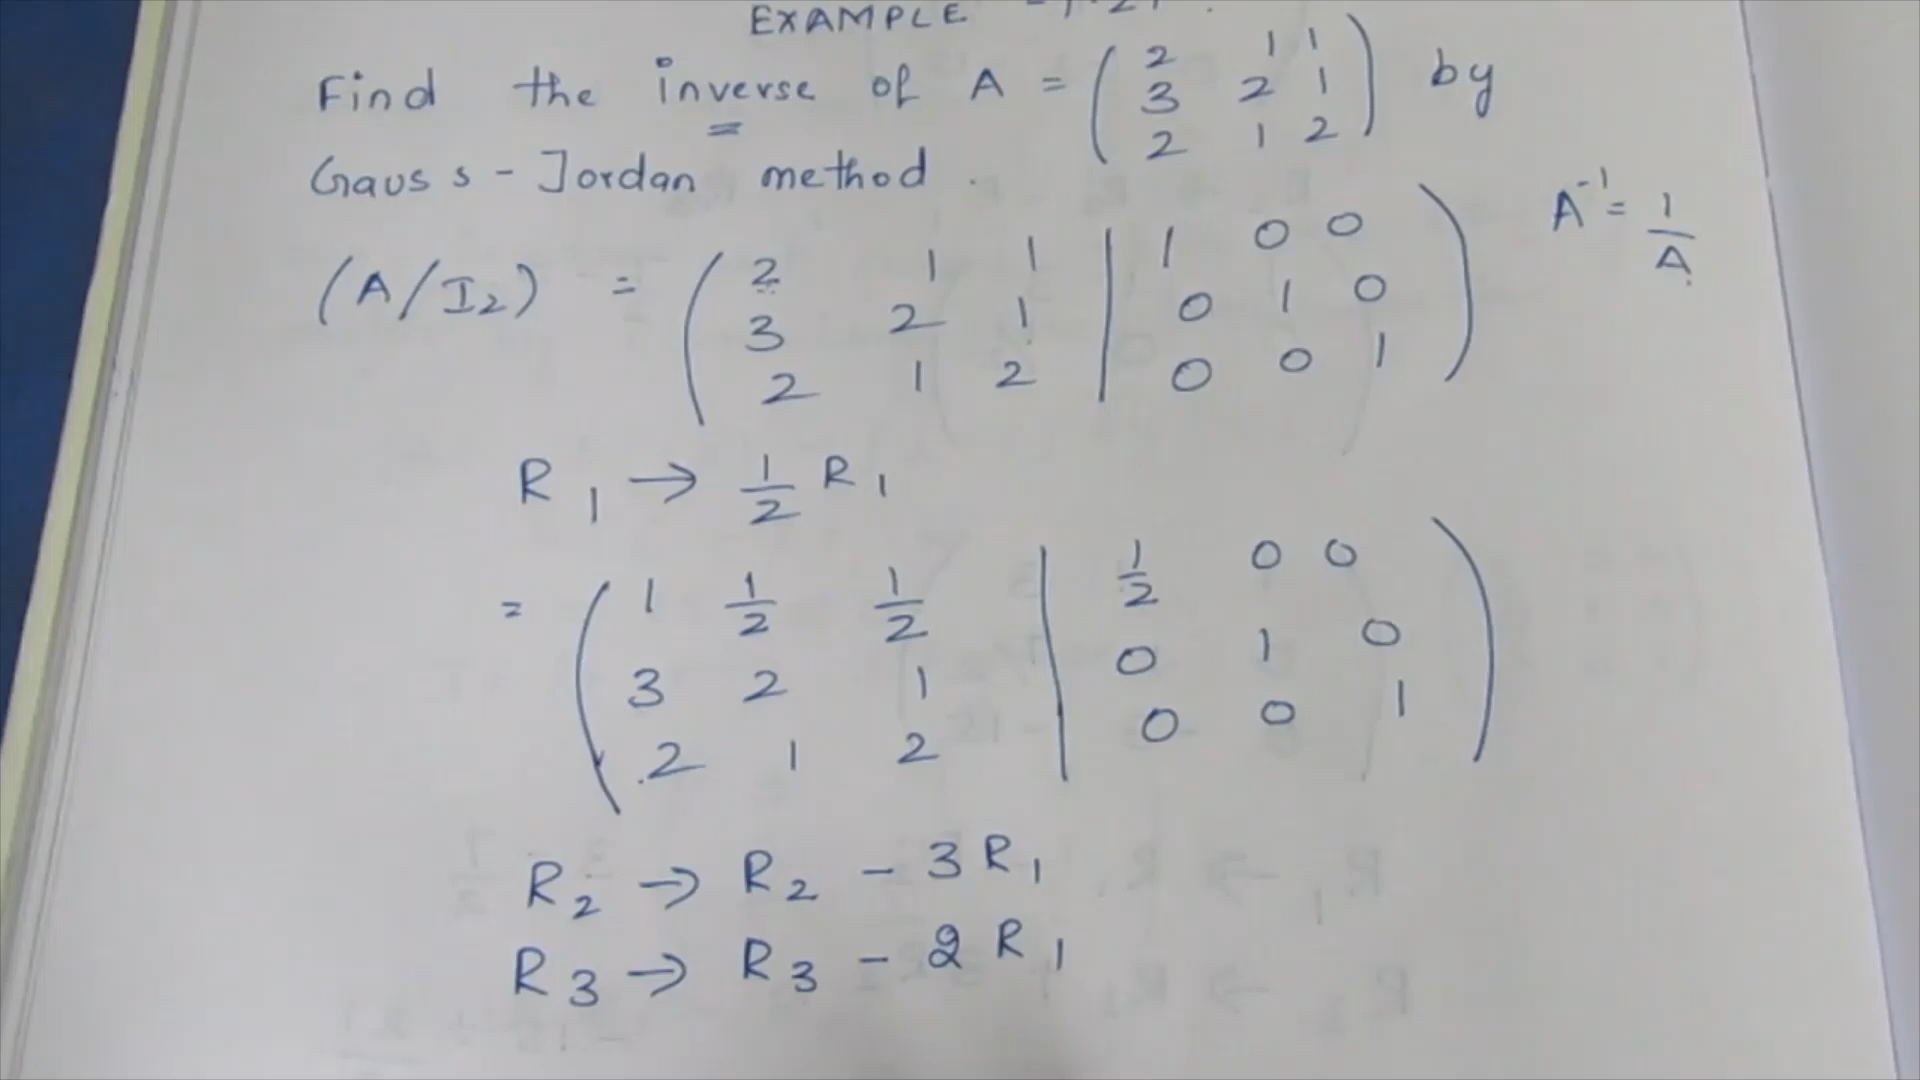 EXAMPLE
Find the inverse of A = ( 2 1 1
3 2 1
2 1 2 ) by
Gauss - Jordan method .
(A/I₂) = ( 2 1 1 | 1 0 0
3 2 1 | 0 1 0
2 1 2 | 0 0 1 )
A⁻¹ = 1/A
R₁ → 1/2 R₁
= ( 1 1/2 1/2 | 1/2 0 0
3 2 1 | 0 1 0
2 1 2 | 0 0 1 )
R₂ → R₂ - 3R₁
R₃ → R₃ - 2R₁